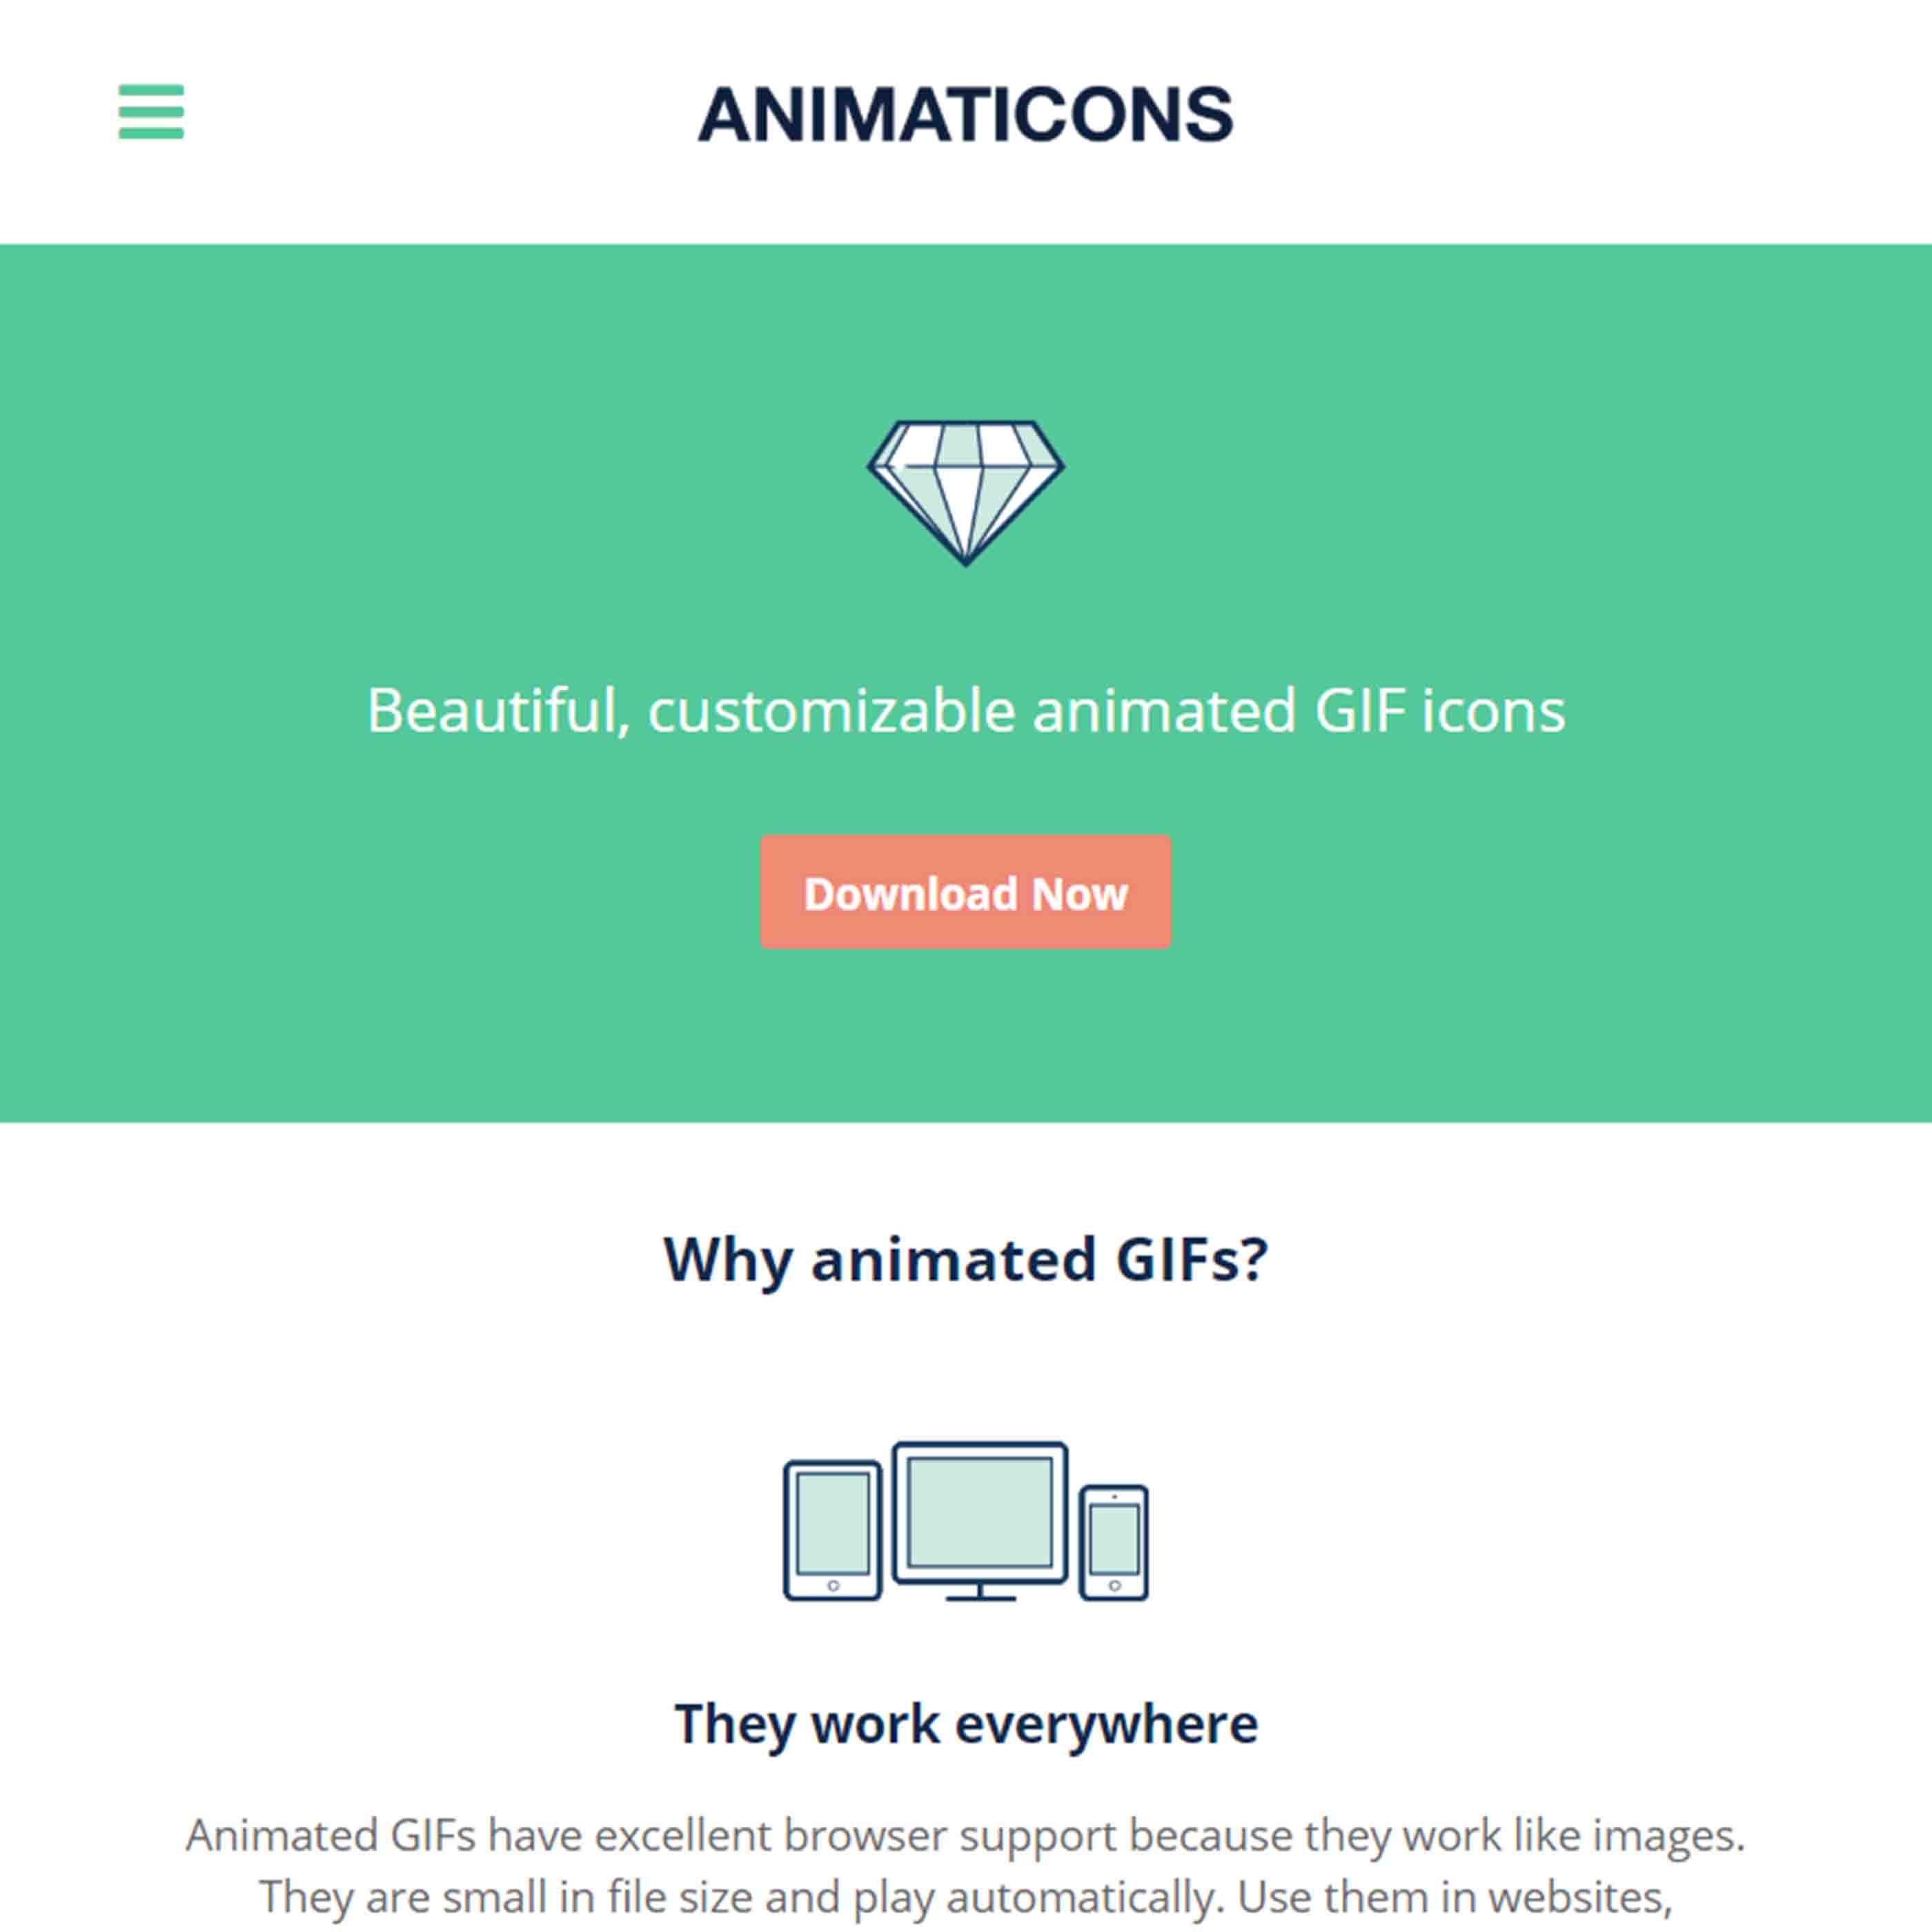 ANIMATICONS
Beautiful, customizable animated GIF icons
Download Now
Why animated GIFs?
They work everywhere
Animated GIFs have excellent browser support because they work like images.
They are small in file size and play automatically. Use them in websites,